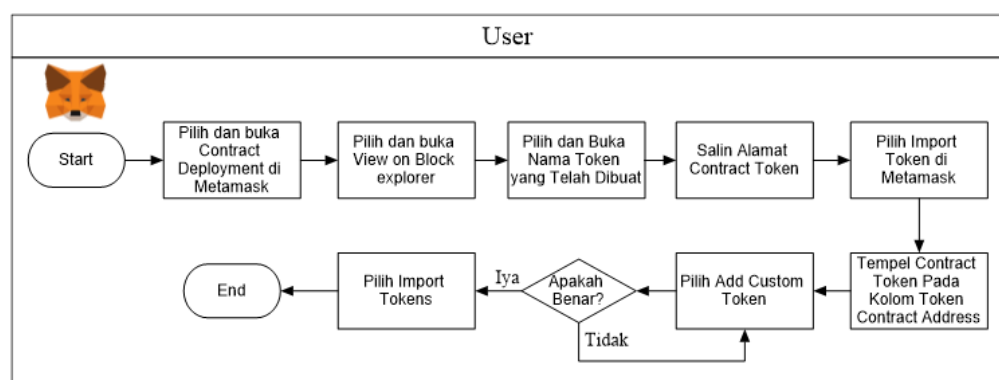 User
Start
Pilih dan buka
Contract
Deployment di
Metamask
Pilih dan buka
View on Block
explorer
Pilih dan Buka
Nama Token
yang Telah Dibuat
Salin Alamat
Contract Token
Pilih Import
Token di
Metamask
Tempel Contract
Token Pada
Kolom Token
Contract Address
Pilih Add Custom
Token
Apakah
Benar?
Iya
Tidak
Pilih Import
Tokens
End